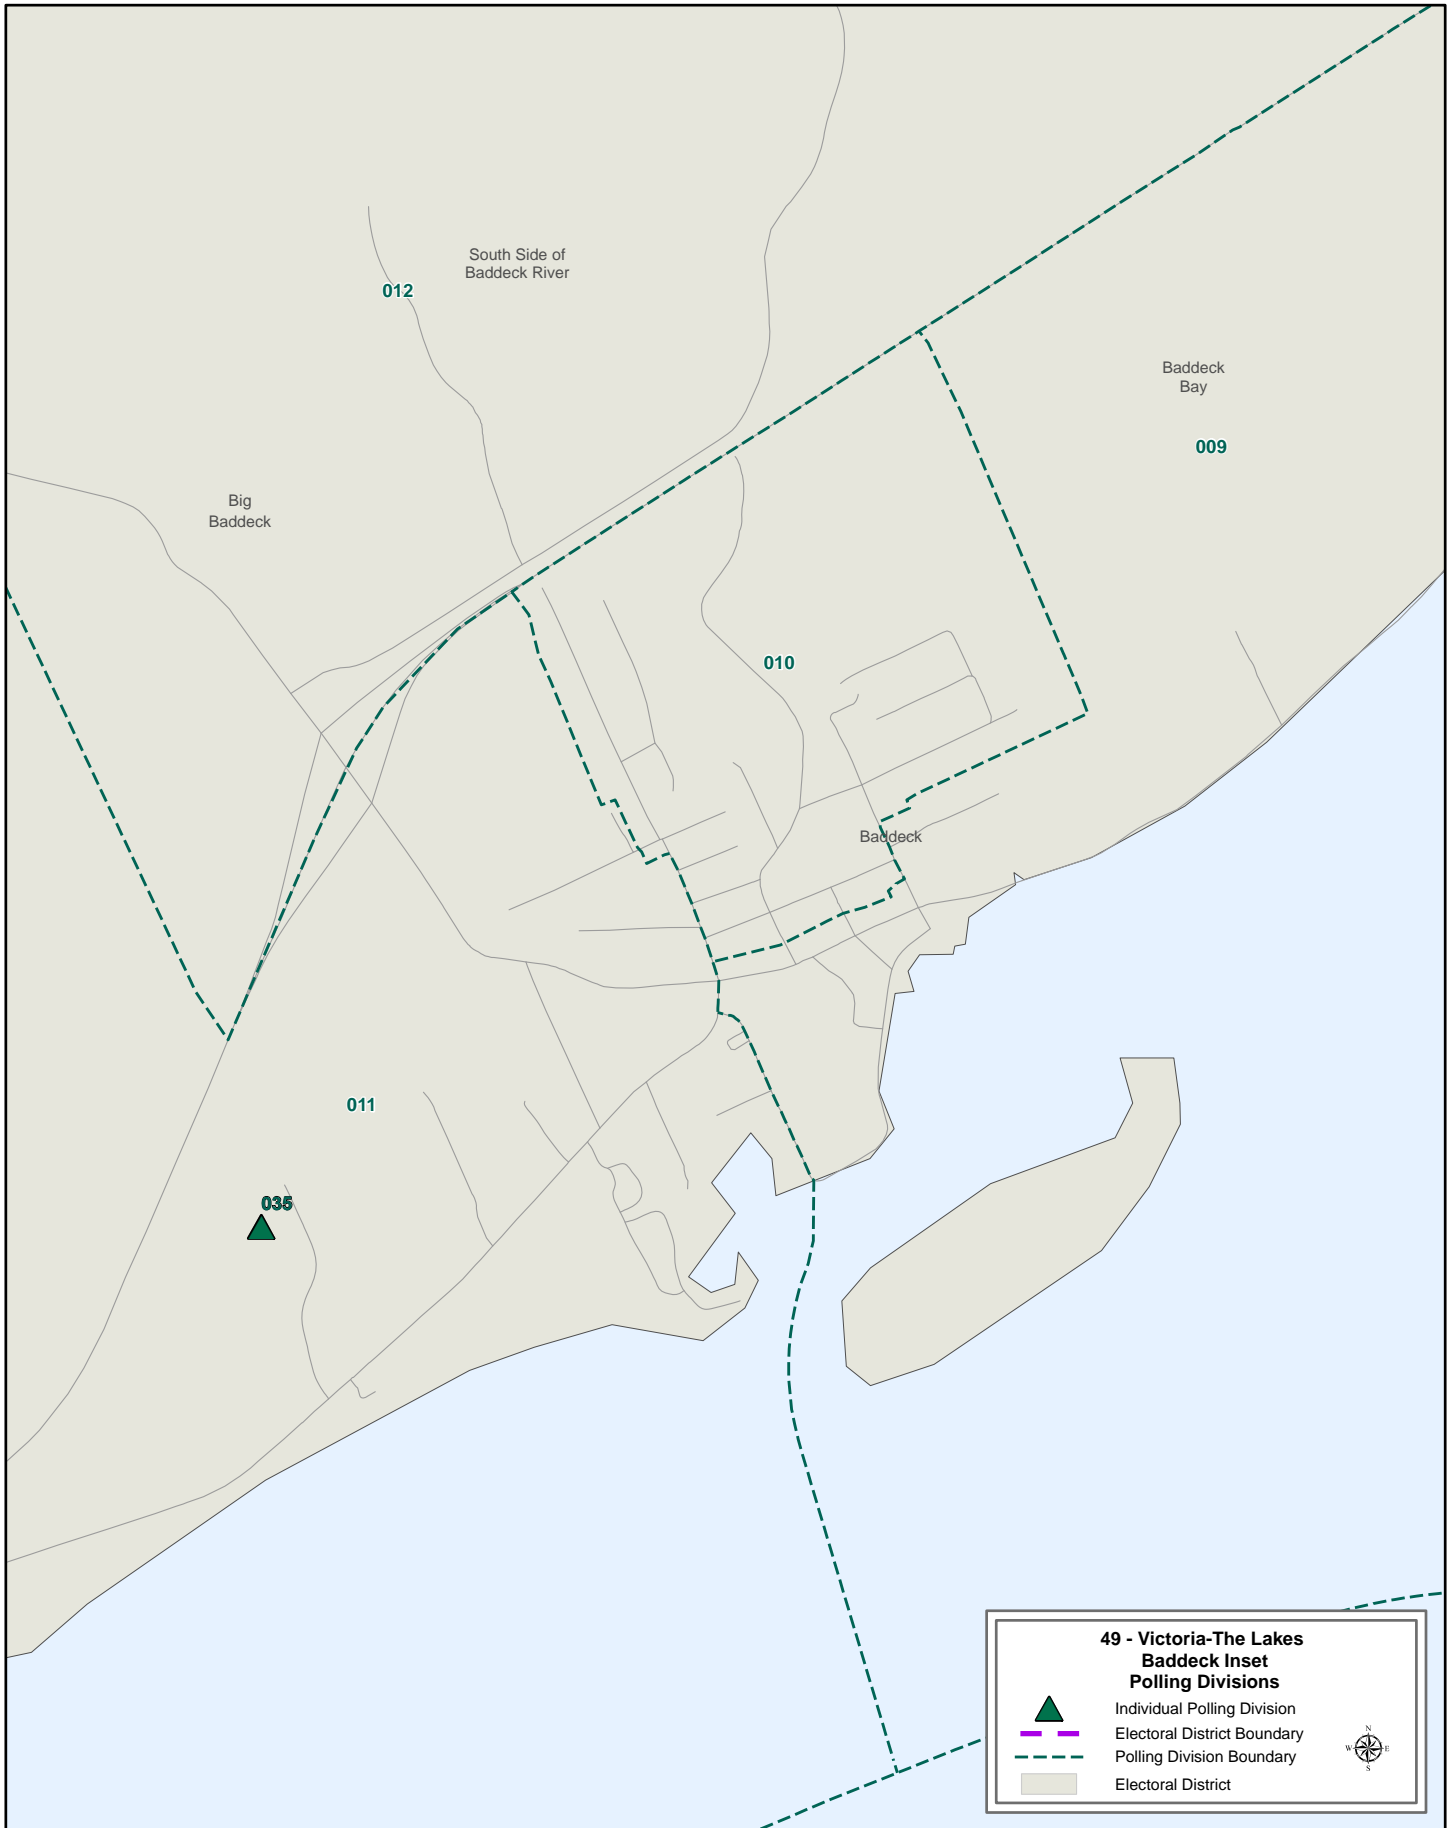 South Side of
Baddeck River
012
Baddeck
Bay
009
Big
Baddeck
010
Baddeck
011
035
49 - Victoria-The Lakes
Baddeck Inset
Polling Divisions
Individual Polling Division
Electoral District Boundary
Polling Division Boundary
Electoral District
N
W E
S